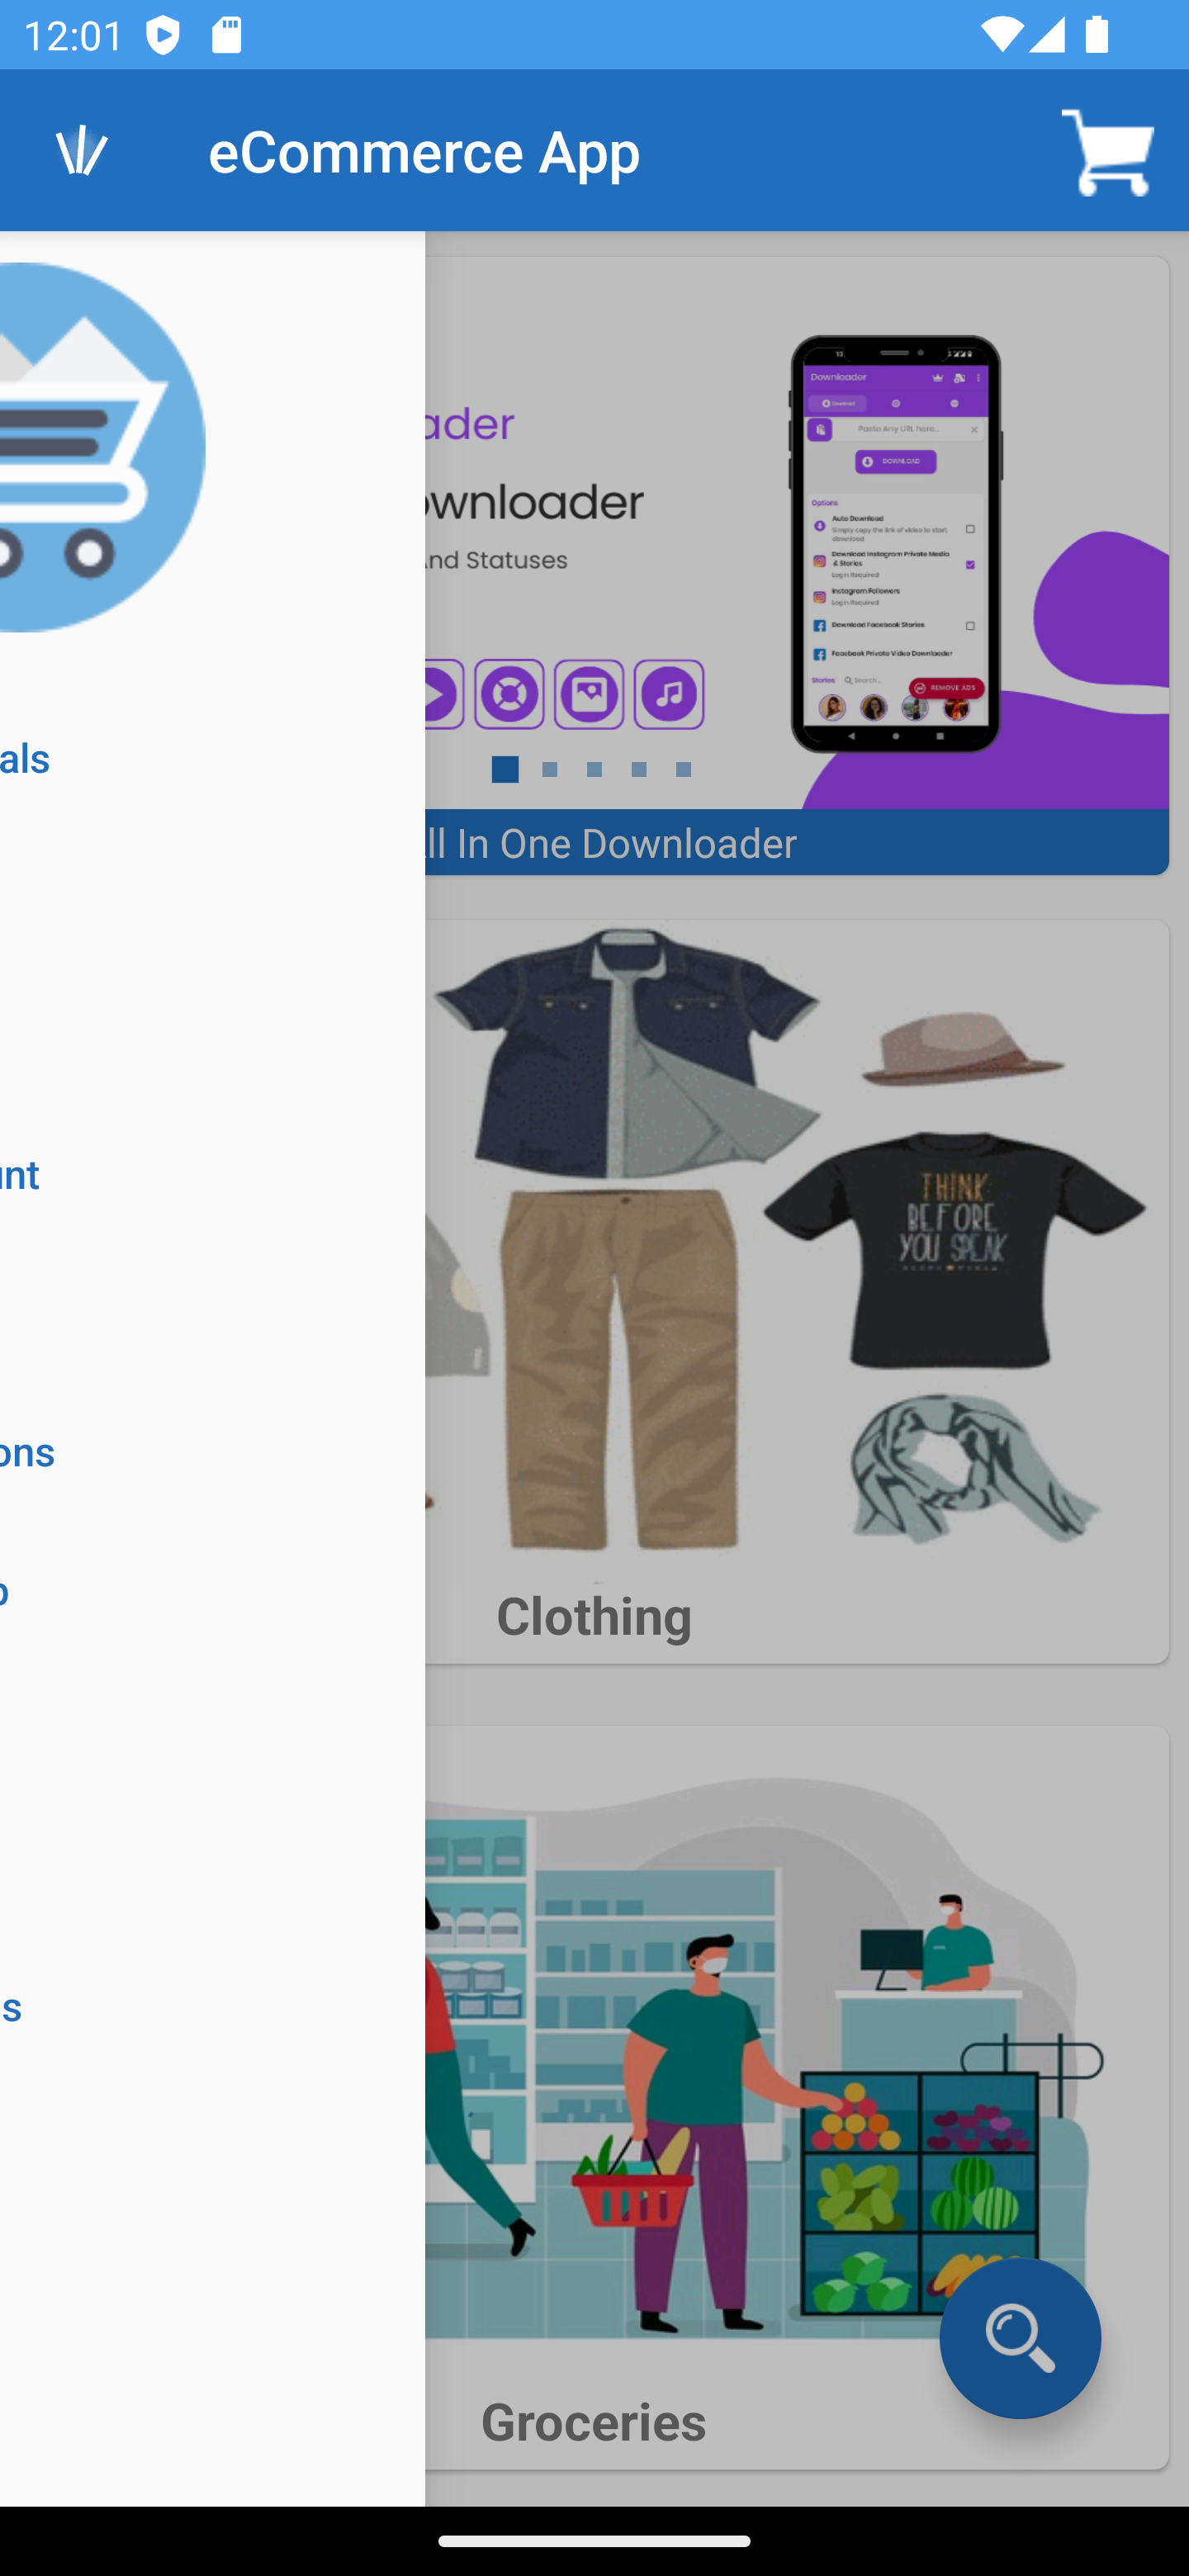 12:01
eCommerce App
ader
ownloader
And Statuses
Downloader
Download
Paste Any URL here...
DOWNLOAD
Options
Auto Download
Simply copy the link of video to start
download
Download Instagram Private Media
& Stories
Login Required
Instagram Followers
Login Required
Download Facebook Stories
Facebook Private Video Downloader
Stories
Search...
REMOVE ADS
ll In One Downloader
als
unt
ons
p
s
THINK
BEFORE
YOU SPEAK
Clothing
Groceries